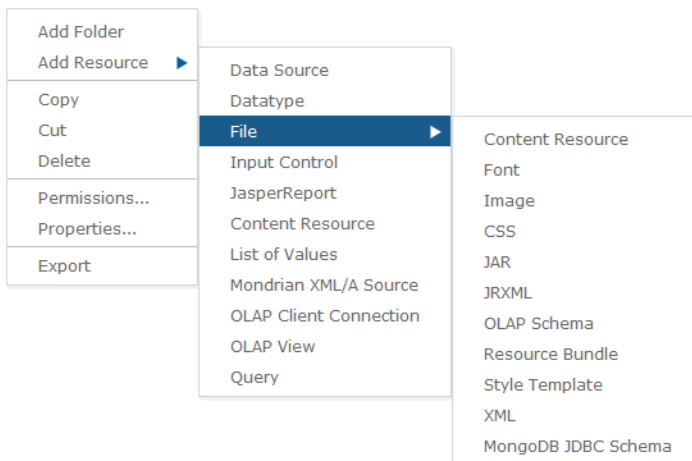 Add Folder
Add Resource
Copy
Cut
Delete
Permissions...
Properties...
Export
Data Source
Datatype
File
Input Control
JasperReport
Content Resource
List of Values
Mondrian XML/A Source
OLAP Client Connection
OLAP View
Query
Content Resource
Font
Image
CSS
JAR
JRXML
OLAP Schema
Resource Bundle
Style Template
XML
MongoDB JDBC Schema